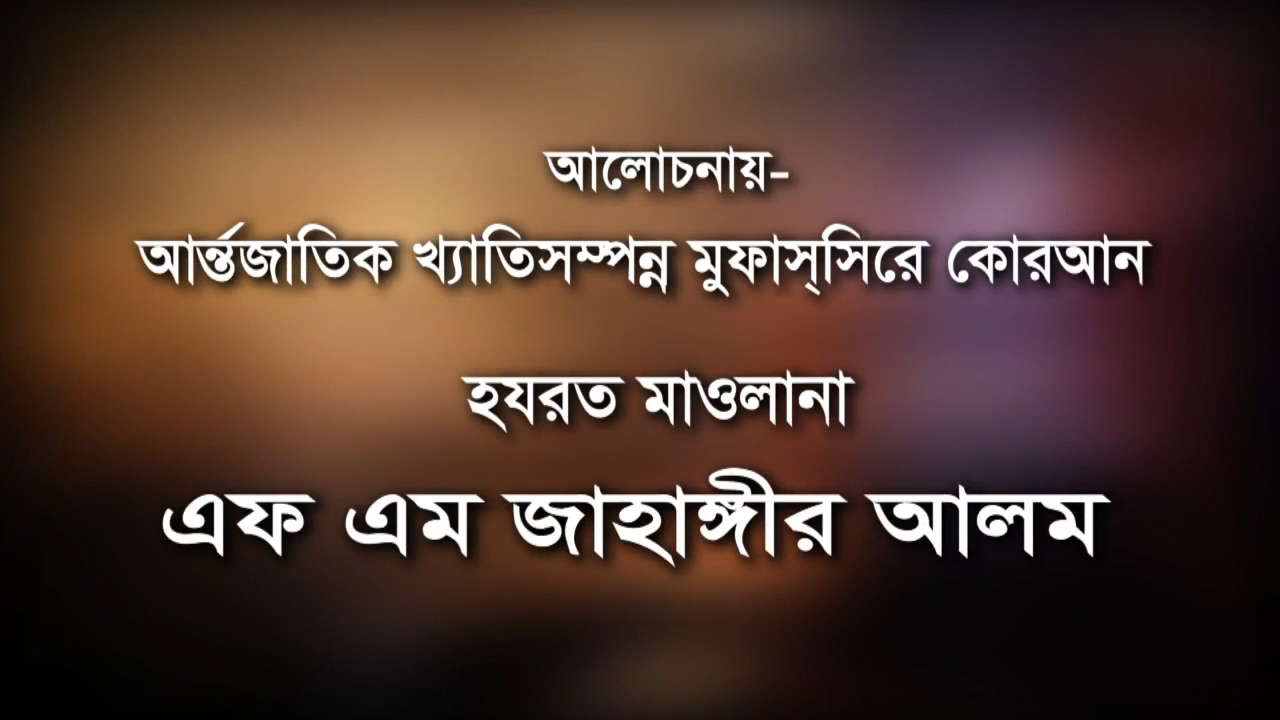 আলোচনায়-
আর্ন্তজাতিক খ্যাতিসম্পন্ন মুফাস্‌সিরে কোরআন
হযরত মাওলানা
এফ এম জাহাঙ্গীর আলম